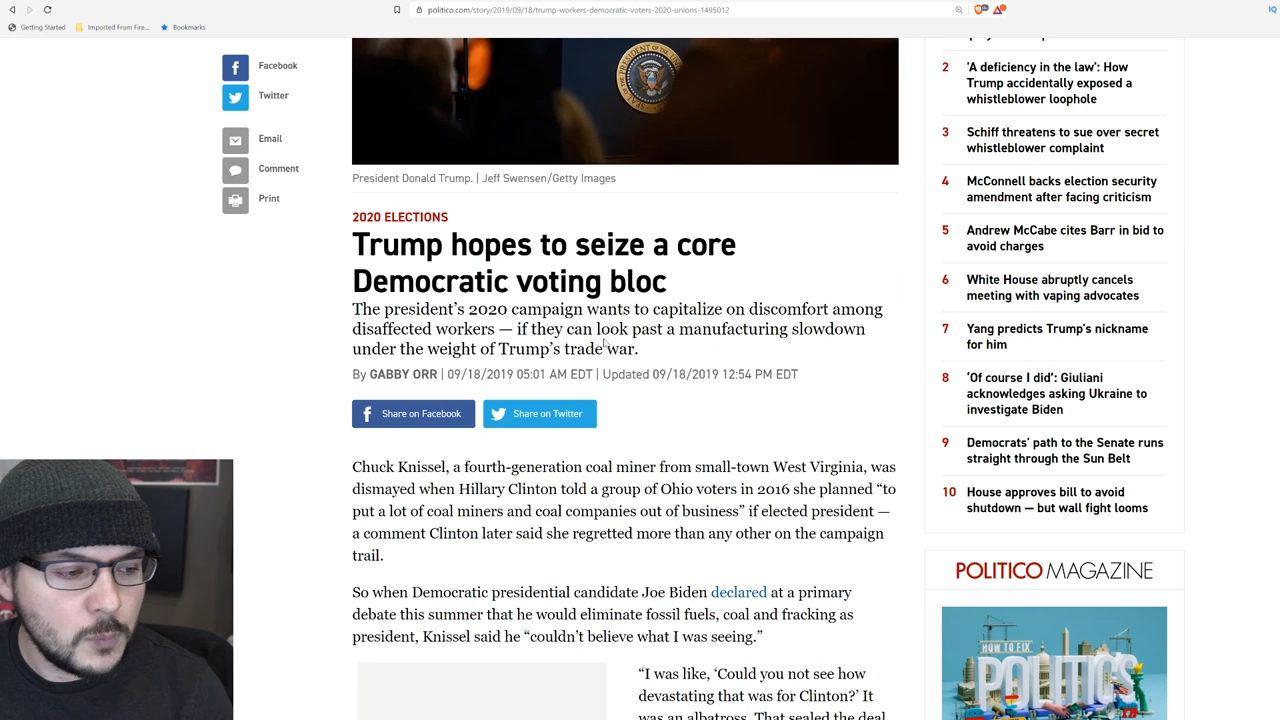 politico.com/story/2019/09/18/trump-workers-democratic-voters-2020-unions-1495012
Getting Started
Imported From Fire...
Bookmarks
Facebook
Twitter
Email
Comment
Print
President Donald Trump. | Jeff Swensen/Getty Images
2020 ELECTIONS
Trump hopes to seize a core
Democratic voting bloc
The president's 2020 campaign wants to capitalize on discomfort among
disaffected workers — if they can look past a manufacturing slowdown
under the weight of Trump's trade war.
By GABBY ORR | 09/18/2019 05:01 AM EDT | Updated 09/18/2019 12:54 PM EDT
Share on Facebook
Share on Twitter
Chuck Knissel, a fourth-generation coal miner from small-town West Virginia, was
dismayed when Hillary Clinton told a group of Ohio voters in 2016 she planned “to
put a lot of coal miners and coal companies out of business” if elected president —
a comment Clinton later said she regretted more than any other on the campaign
trail.
So when Democratic presidential candidate Joe Biden declared at a primary
debate this summer that he would eliminate fossil fuels, coal and fracking as
president, Knissel said he “couldn’t believe what I was seeing.”
“I was like, ‘Could you not see how
devastating that was for Clinton?’ It
was an albatross. That sealed the deal
2 'A deficiency in the law': How
Trump accidentally exposed a
whistleblower loophole
3 Schiff threatens to sue over secret
whistleblower complaint
4 McConnell backs election security
amendment after facing criticism
5 Andrew McCabe cites Barr in bid to
avoid charges
6 White House abruptly cancels
meeting with vaping advocates
7 Yang predicts Trump's nickname
for him
8 ‘Of course I did’: Giuliani
acknowledges asking Ukraine to
investigate Biden
9 Democrats' path to the Senate runs
straight through the Sun Belt
10 House approves bill to avoid
shutdown — but wall fight looms
POLITICO MAGAZINE
HOW TO FIX
POLITICS